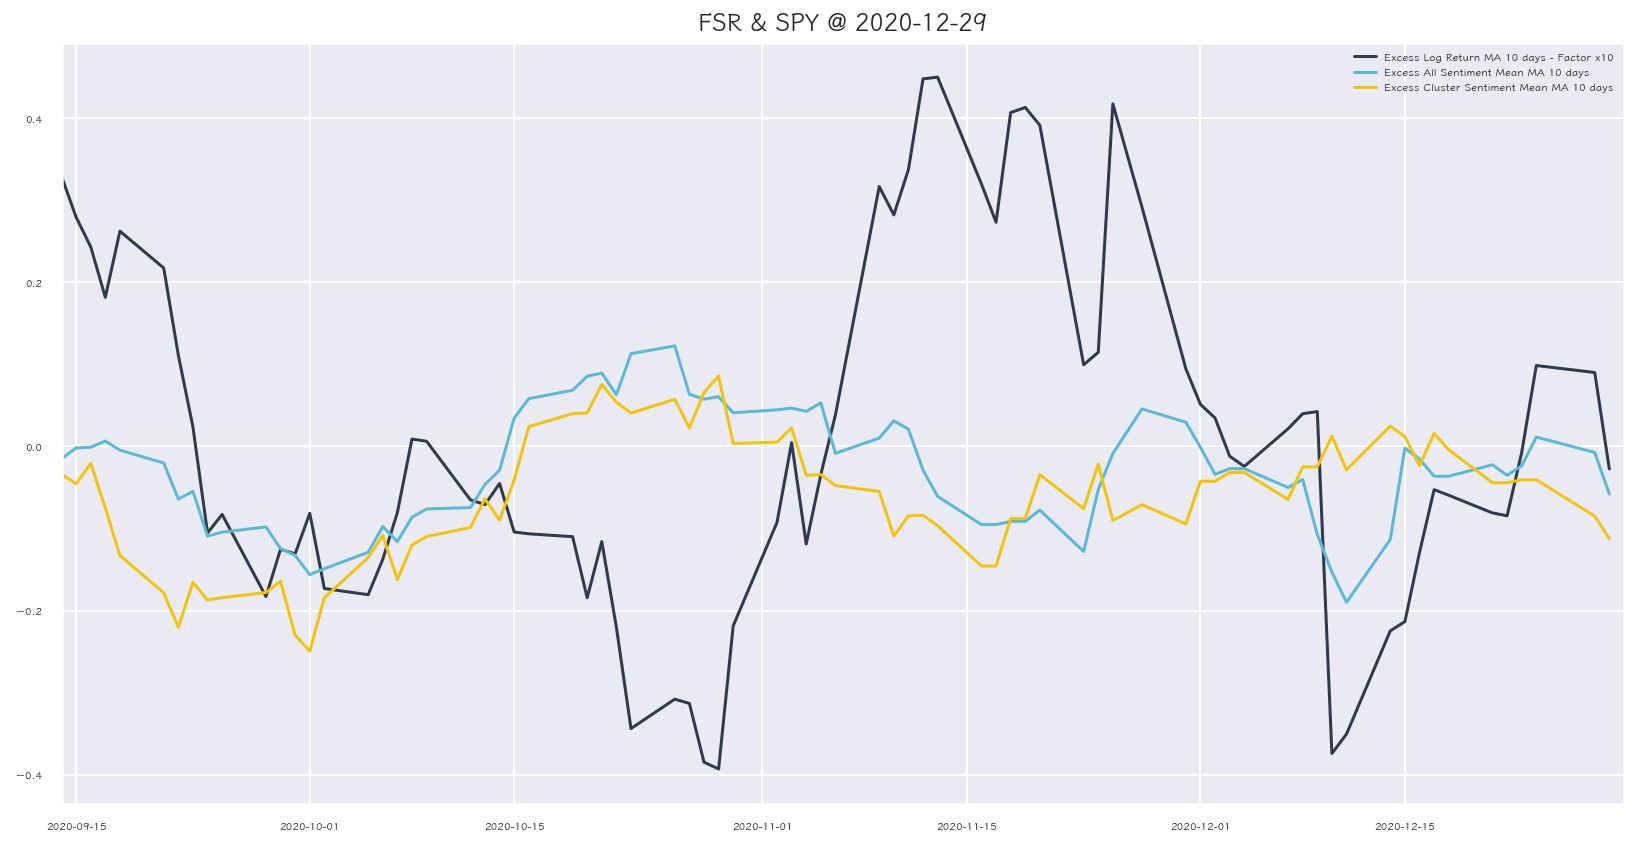 FSR & SPY @ 2020-12-29
Excess Log Return MA 10 days - Factor x10
Excess All Sentiment Mean MA 10 days
Excess Cluster Sentiment Mean MA 10 days
0.4
0.2
0.0
−0.2
−0.4
2020-09-15 2020-10-01 2020-10-15 2020-11-01 2020-11-15 2020-12-01 2020-12-15